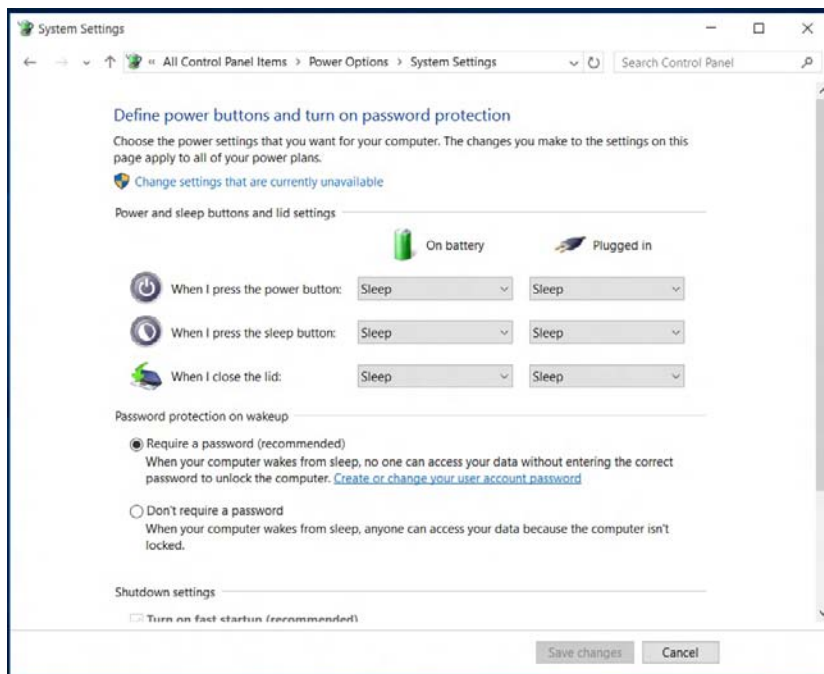 System Settings
« All Control Panel Items > Power Options > System Settings
Search Control Panel
Define power buttons and turn on password protection
Choose the power settings that you want for your computer. The changes you make to the settings on this
page apply to all of your power plans.
Change settings that are currently unavailable
Power and sleep buttons and lid settings
On battery Plugged in
When I press the power button: Sleep Sleep
When I press the sleep button: Sleep Sleep
When I close the lid: Sleep Sleep
Password protection on wakeup
Require a password (recommended)
When your computer wakes from sleep, no one can access your data without entering the correct
password to unlock the computer. Create or change your user account password
Don't require a password
When your computer wakes from sleep, anyone can access your data because the computer isn't
locked.
Shutdown settings
Turn on fast startup (recommended)
Save changes Cancel